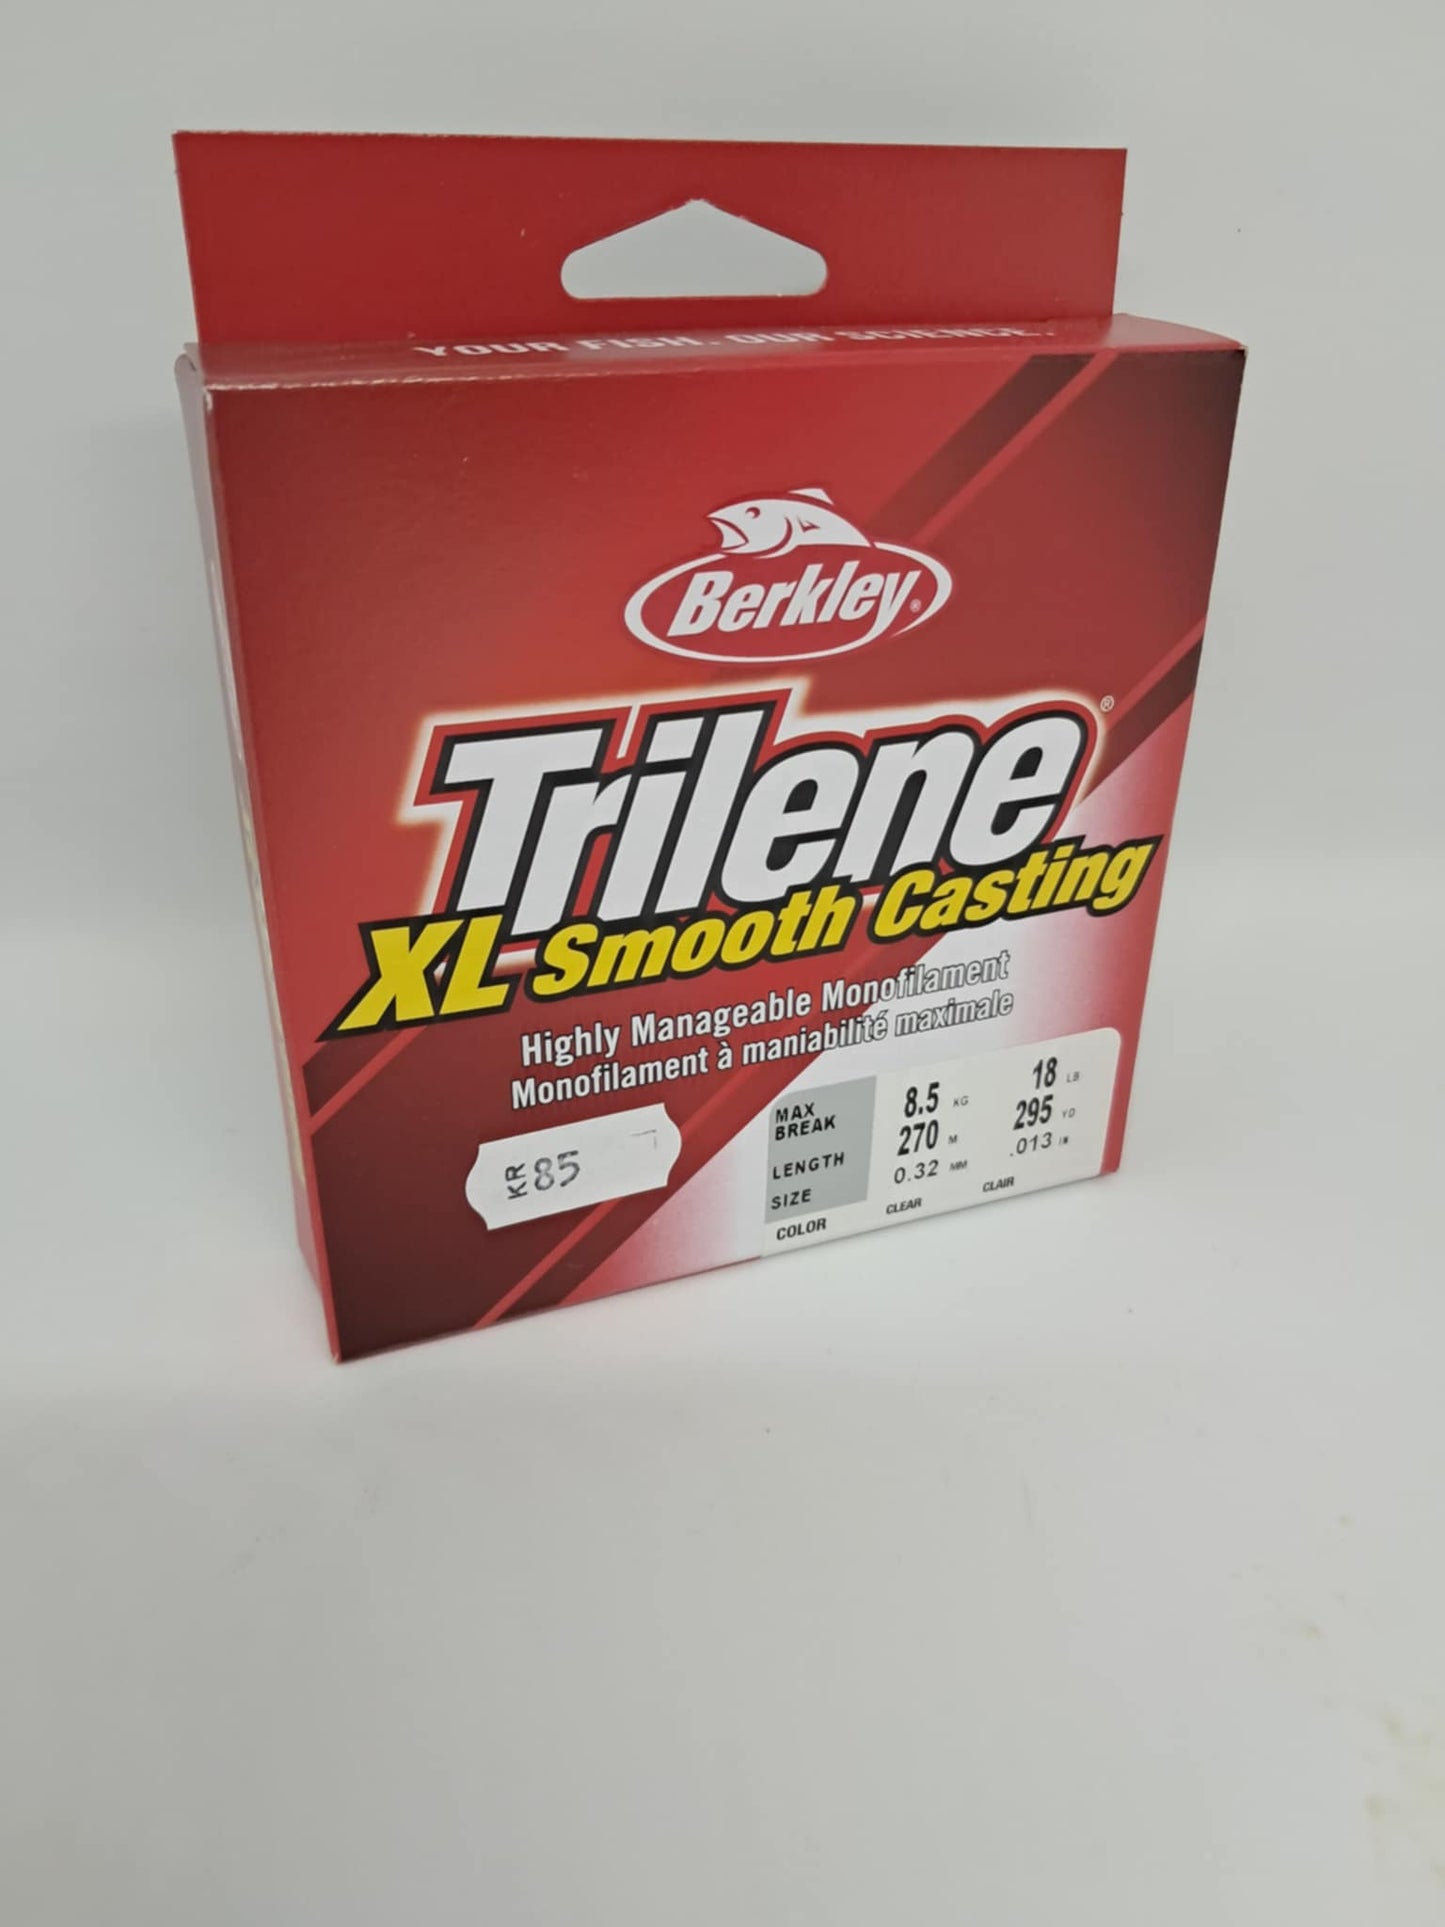 YOUR FISH. OUR SCIENCE.
Berkley®
Trilene®
XL Smooth Casting
Highly Manageable Monofilament
Monofilament à maniabilité maximale
KR 85
MAX BREAK 8.5 KG 18 LB
LENGTH 270 M 295 YD
SIZE 0.32 MM .013 IN
COLOR CLEAR CLAIR